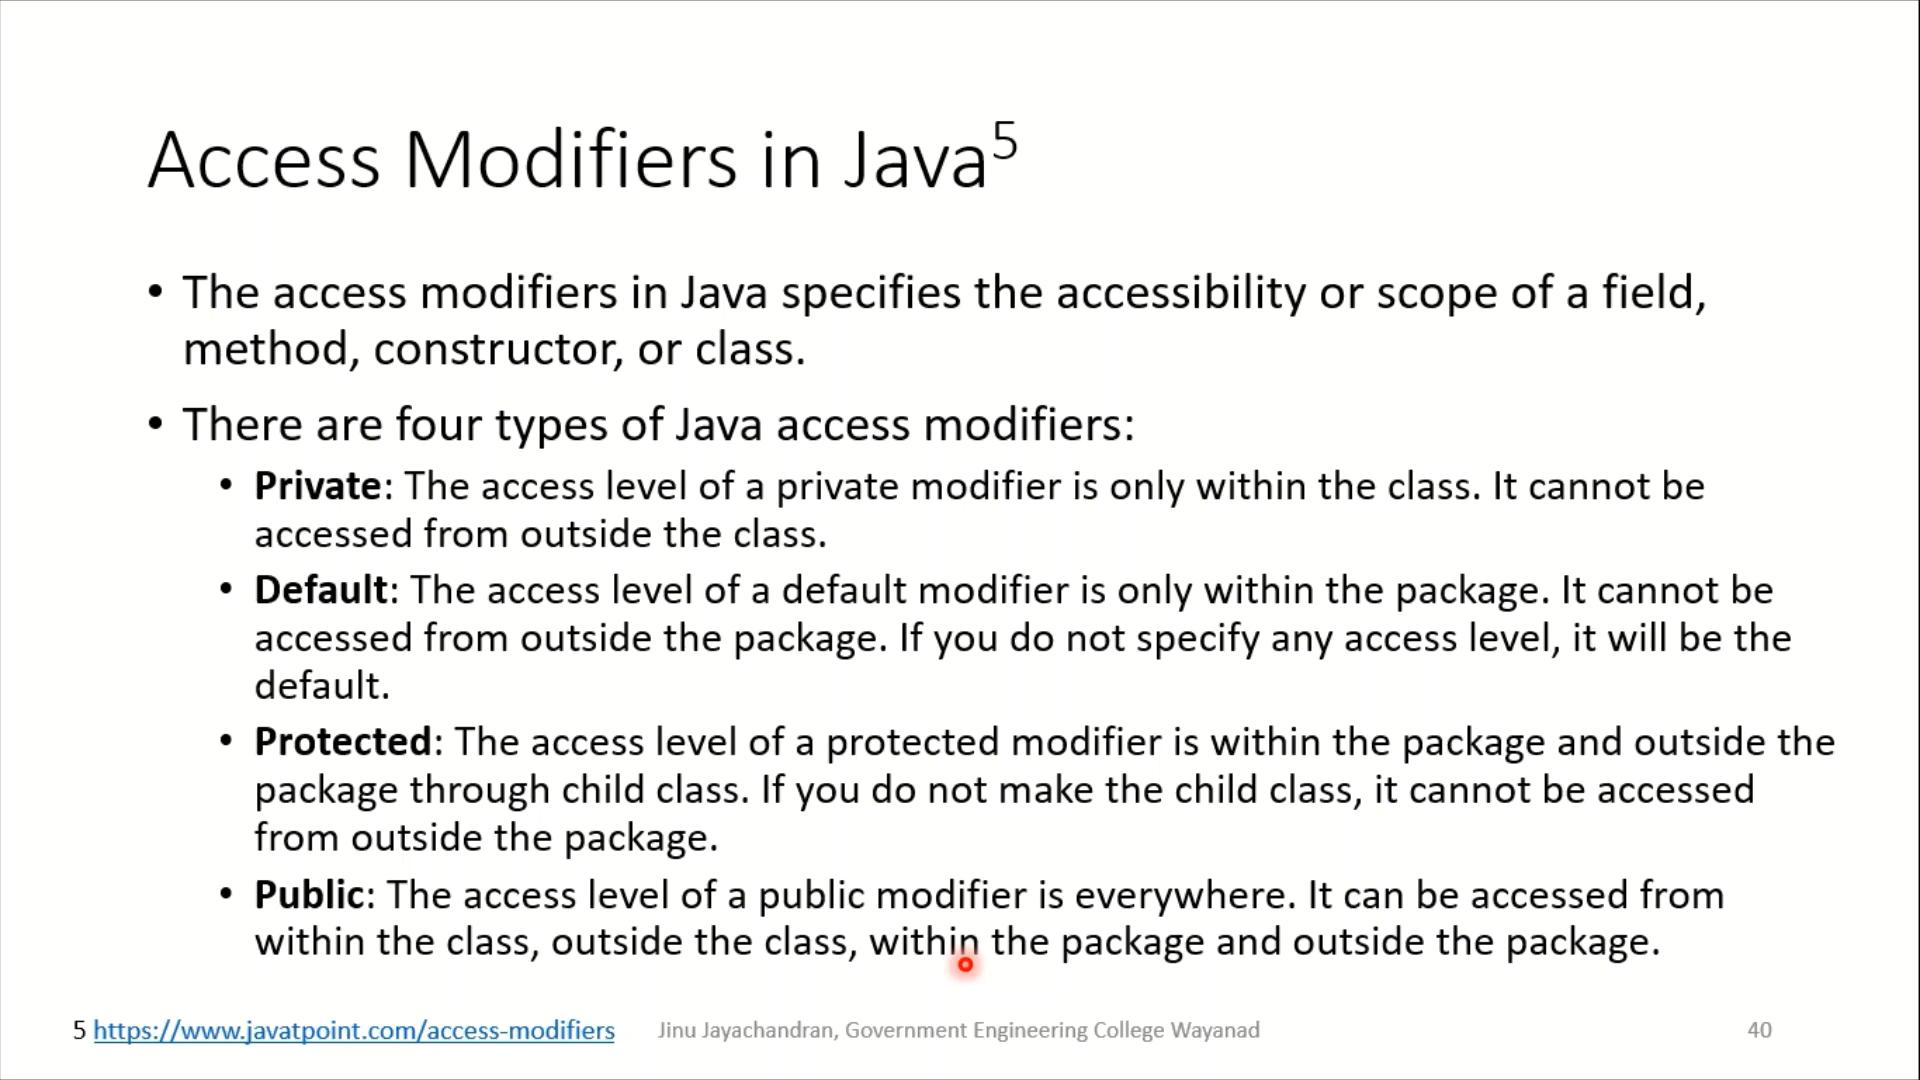 Access Modifiers in Java5
• The access modifiers in Java specifies the accessibility or scope of a field,
method, constructor, or class.
• There are four types of Java access modifiers:
• Private: The access level of a private modifier is only within the class. It cannot be
accessed from outside the class.
• Default: The access level of a default modifier is only within the package. It cannot be
accessed from outside the package. If you do not specify any access level, it will be the
default.
• Protected: The access level of a protected modifier is within the package and outside the
package through child class. If you do not make the child class, it cannot be accessed
from outside the package.
• Public: The access level of a public modifier is everywhere. It can be accessed from
within the class, outside the class, within the package and outside the package.
5 https://www.javatpoint.com/access-modifiers Jinu Jayachandran, Government Engineering College Wayanad 40